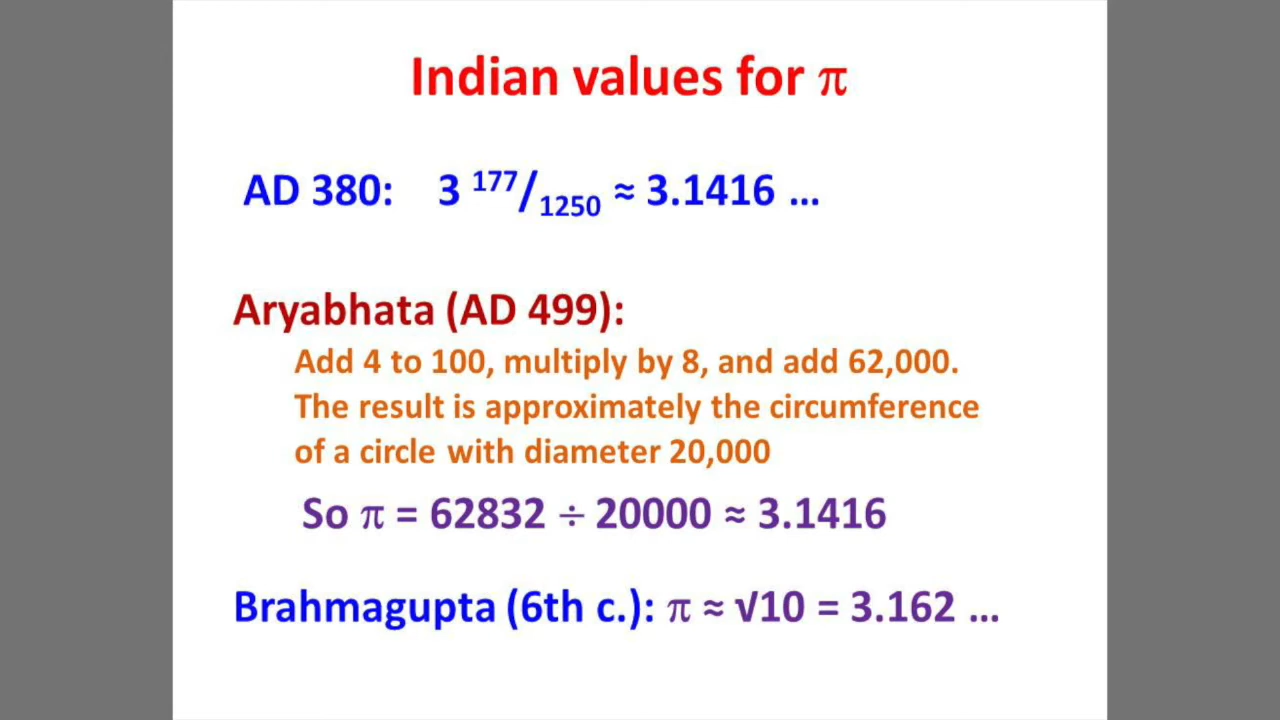 Indian values for π
AD 380: 3 177/1250 ≈ 3.1416 ...
Aryabhata (AD 499):
Add 4 to 100, multiply by 8, and add 62,000.
The result is approximately the circumference
of a circle with diameter 20,000
So π = 62832 ÷ 20000 ≈ 3.1416
Brahmagupta (6th c.): π ≈ √10 = 3.162 ...